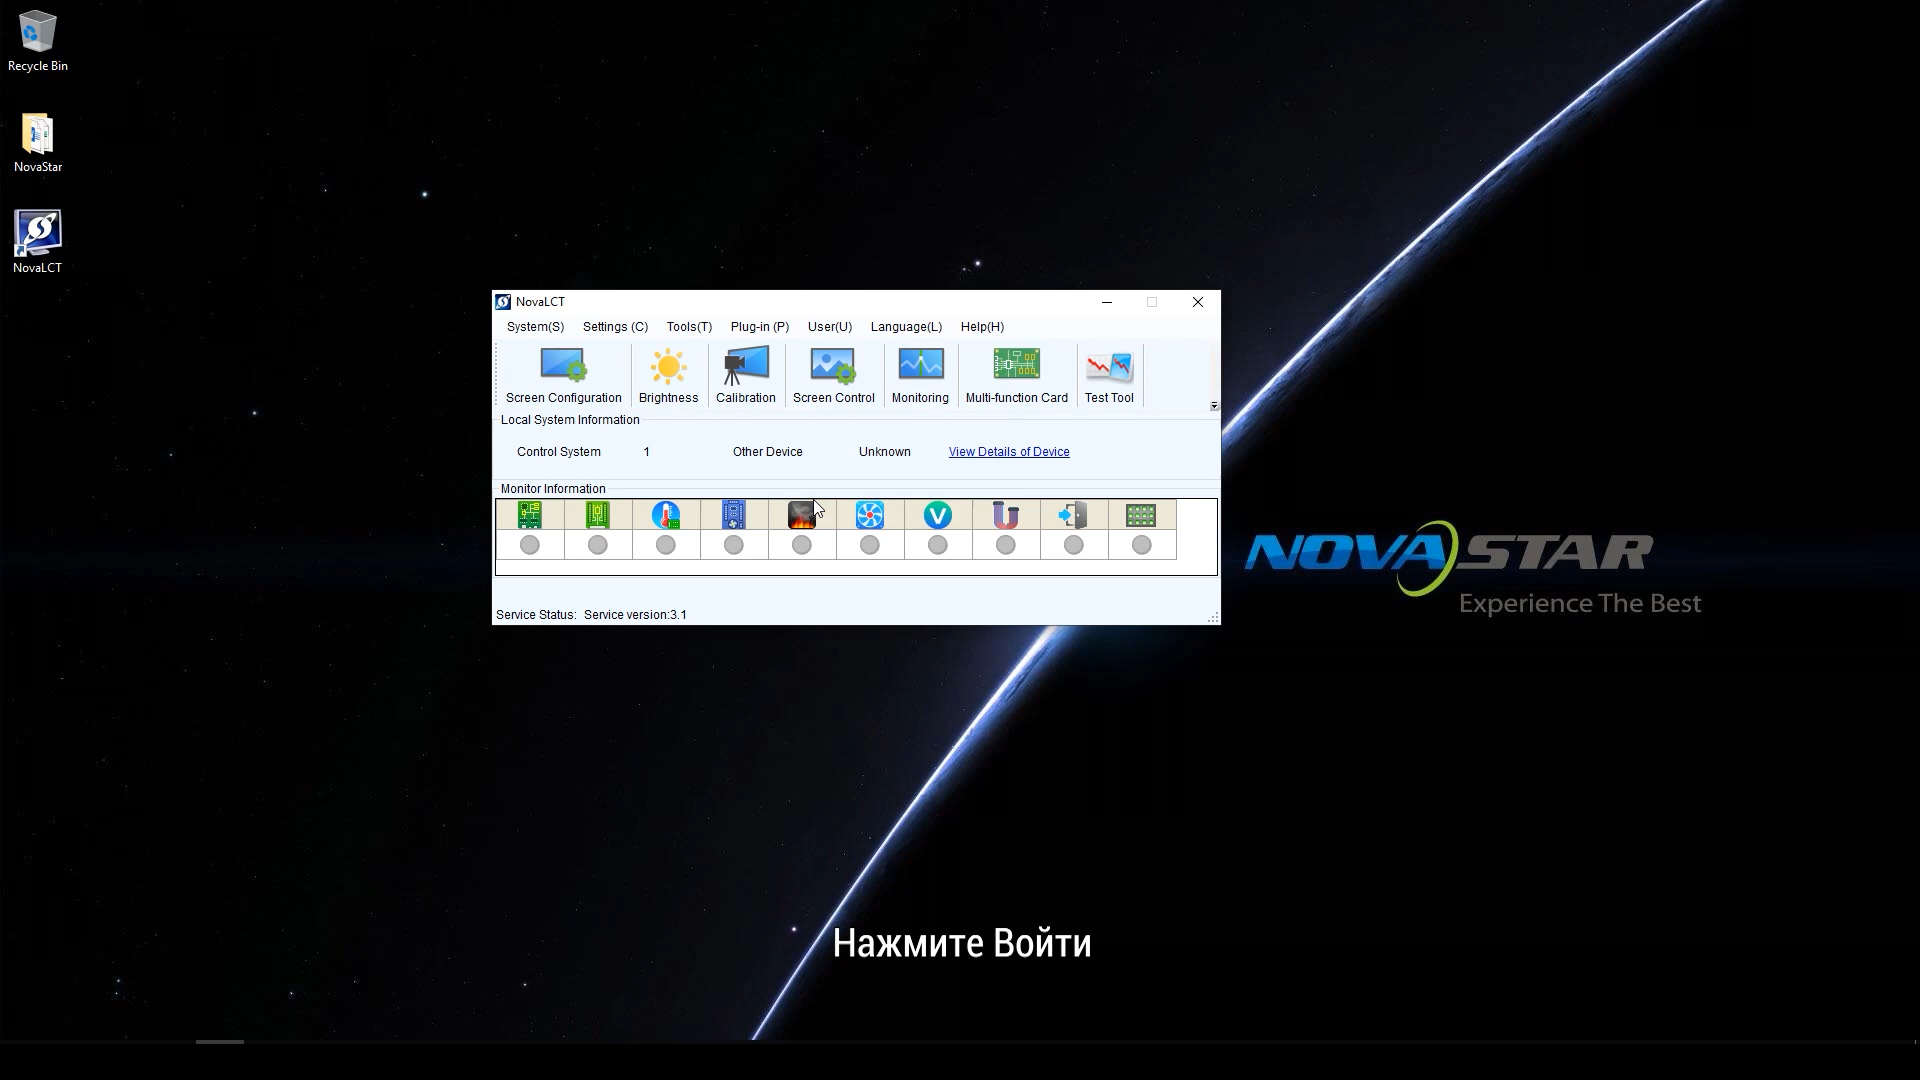 Recycle Bin
NovaStar
NovaLCT
NovaLCT
System(S) Settings (C) Tools(T) Plug-in (P) User(U) Language(L) Help(H)
Screen Configuration Brightness Calibration Screen Control Monitoring Multi-function Card Test Tool
Local System Information
Control System 1 Other Device Unknown View Details of Device
Monitor Information
V
Service Status: Service version:3.1
NOVASTAR
Experience The Best
Нажмите Войти